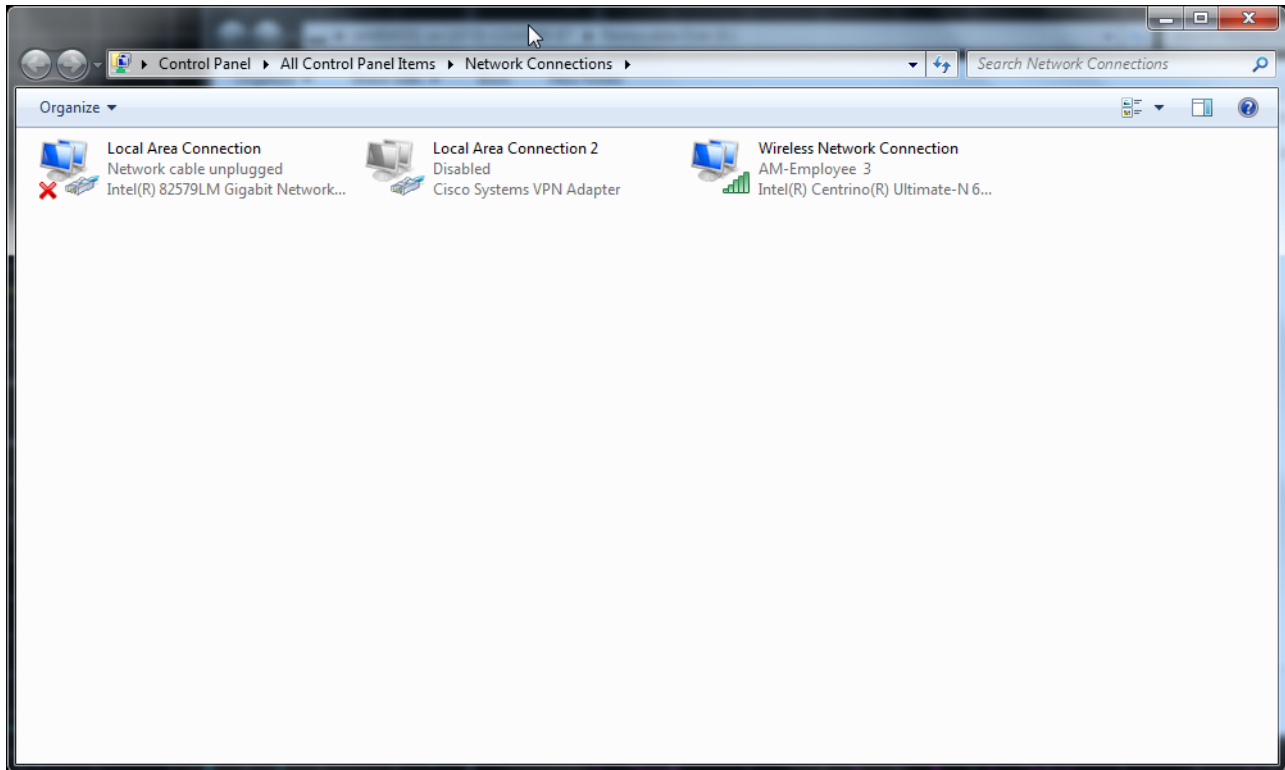 Control Panel ▸ All Control Panel Items ▸ Network Connections ▸
Search Network Connections
Organize
Local Area Connection
Network cable unplugged
Intel(R) 82579LM Gigabit Network...
Local Area Connection 2
Disabled
Cisco Systems VPN Adapter
Wireless Network Connection
AM-Employee 3
Intel(R) Centrino(R) Ultimate-N 6...